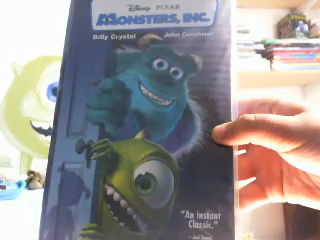 Disney PIXAR
MONSTERS, INC.
Billy Crystal John Goodman
"An Instant
Classic."